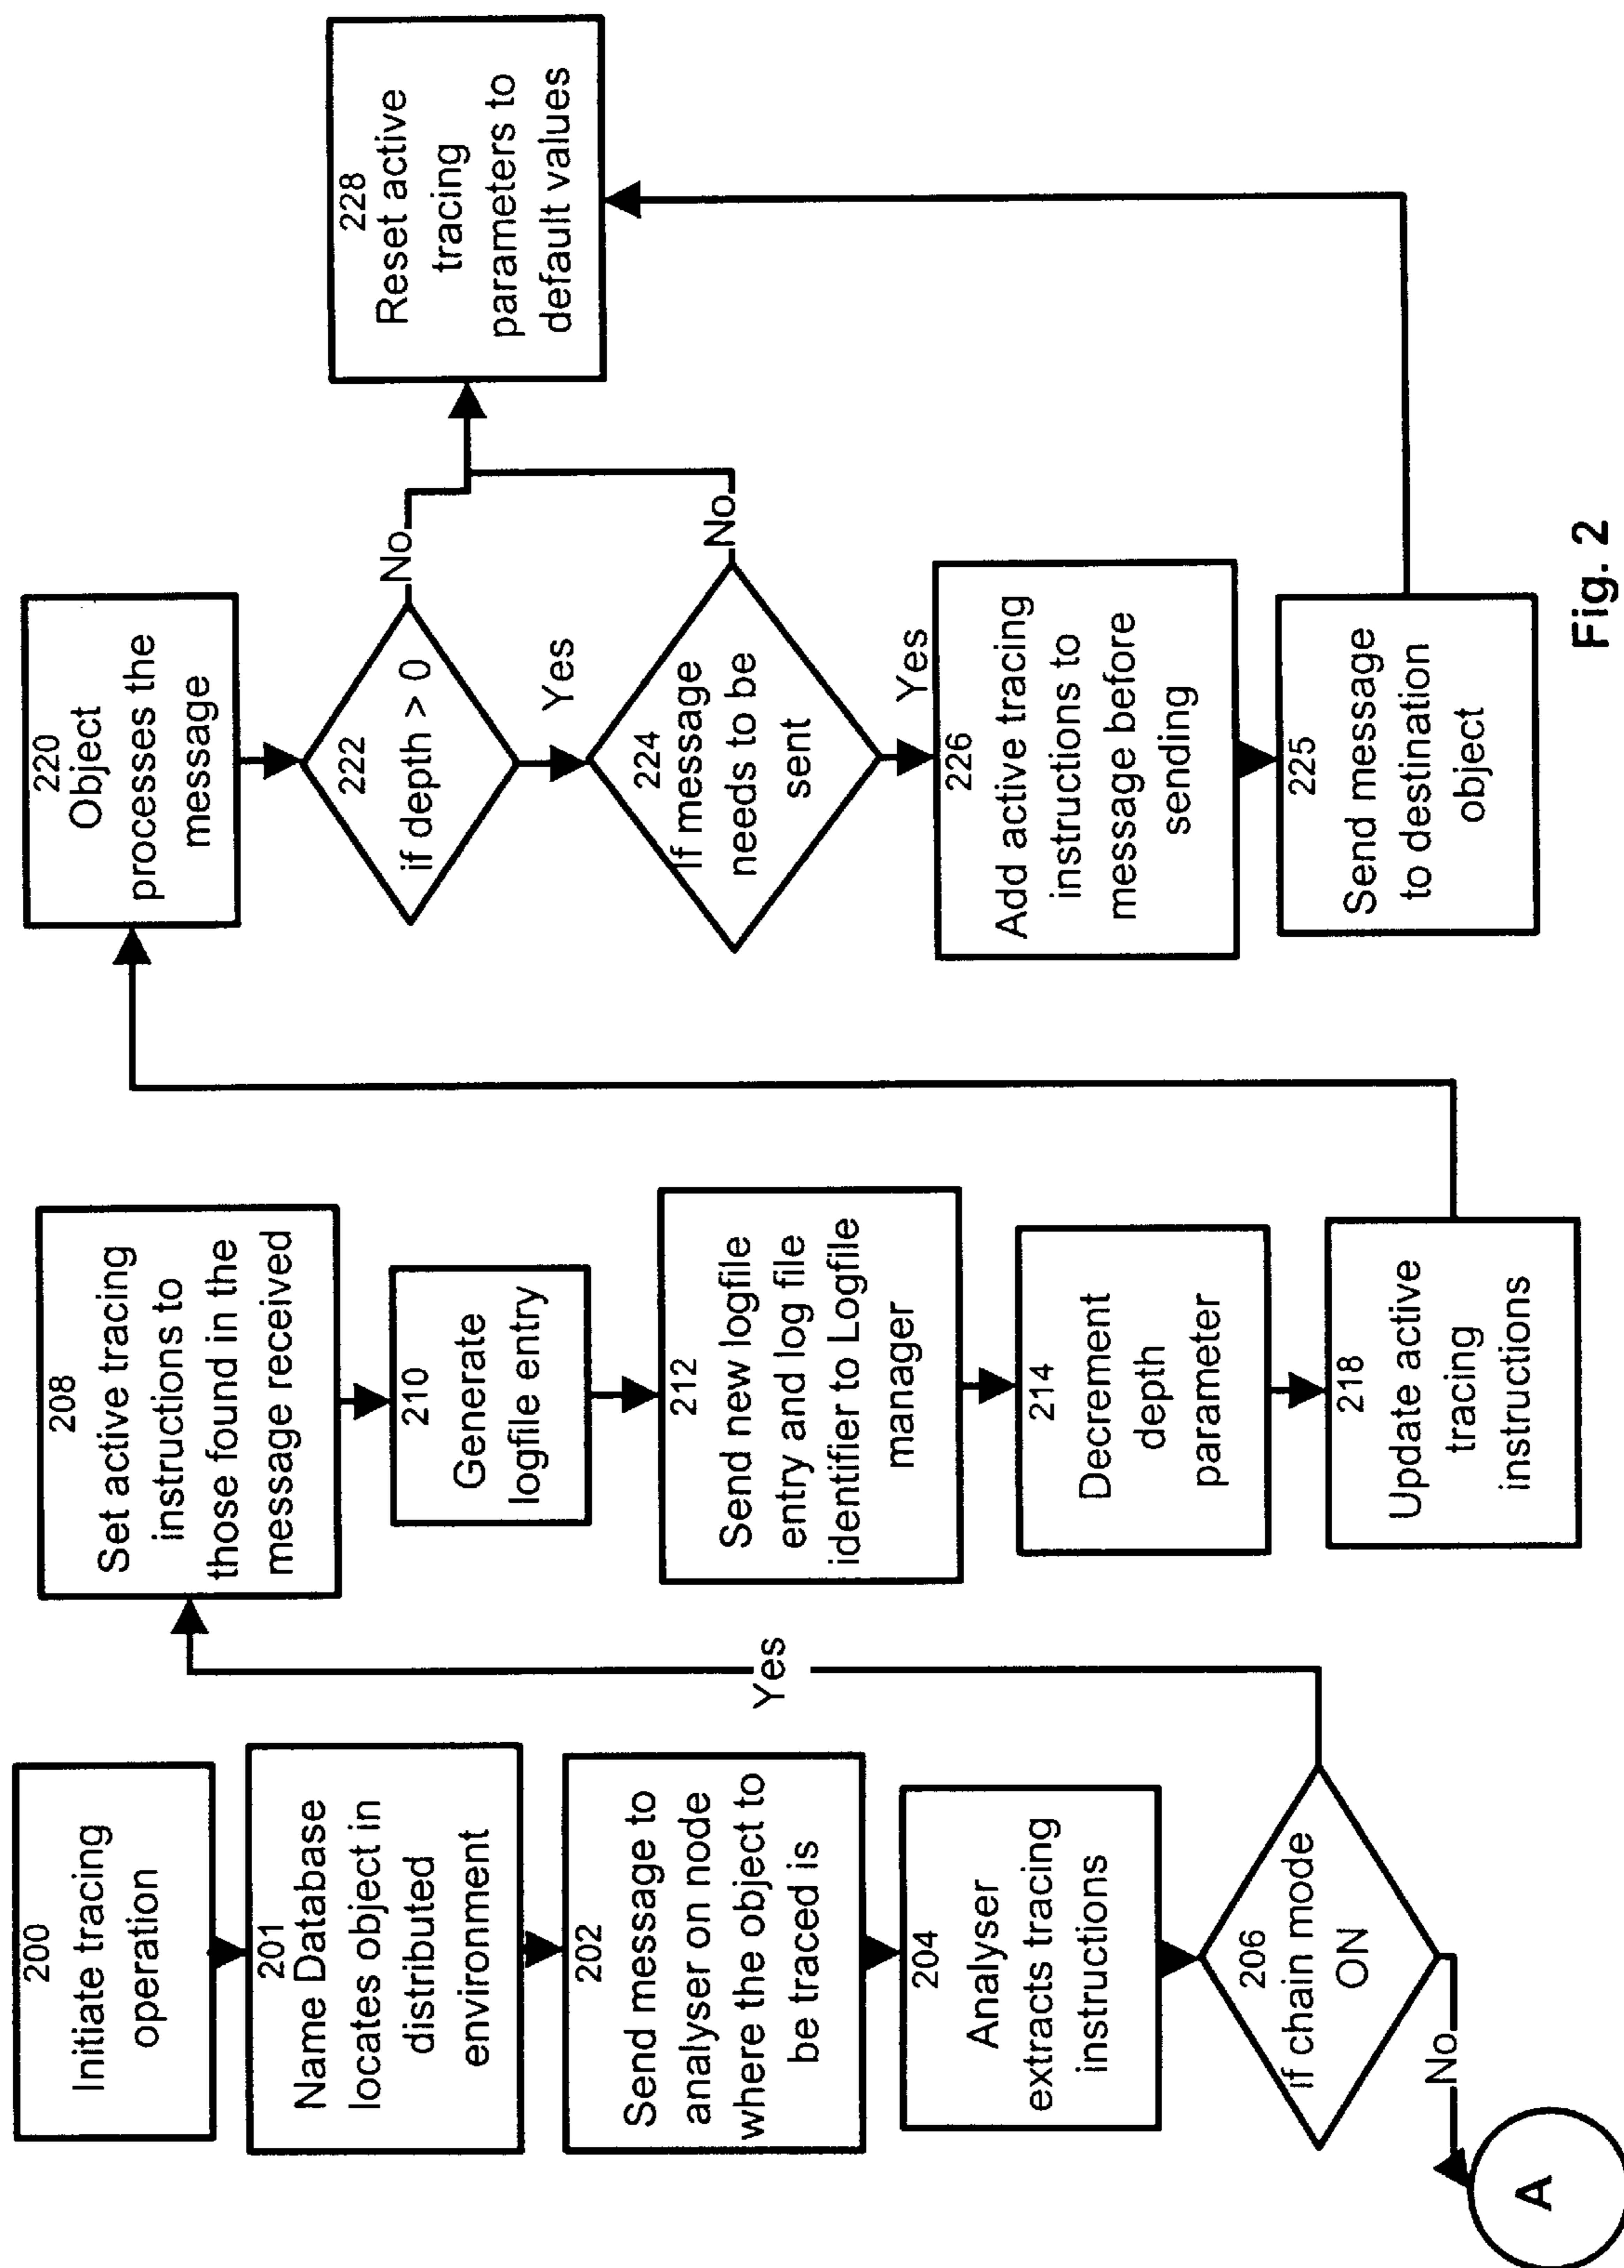 200
Initiate tracing
operation
201
Name Database
locates object in
distributed
environment
202
Send message to
analyser on node
where the object to
be traced is
204
Analyser
extracts tracing
instructions
206
if chain mode
ON
No
A
Yes
208
Set active tracing
instructions to
those found in the
message received
210
Generate
logfile entry
212
Send new logfile
entry and log file
identifier to Logfile
manager
214
Decrement
depth
parameter
218
Update active
tracing
instructions
220
Object
processes the
message
222
if depth > 0
No
Yes
224
If message
needs to be
sent
No
Yes
226
Add active tracing
instructions to
message before
sending
225
Send message
to destination
object
228
Reset active
tracing
parameters to
default values
Fig. 2